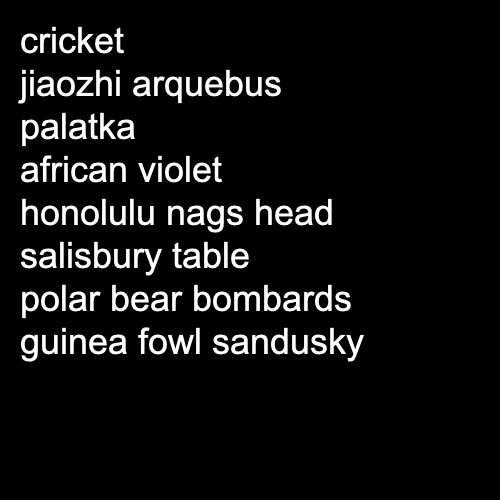 cricket
jiaozhi arquebus
palatka
african violet
honolulu nags head
salisbury table
polar bear bombards
guinea fowl sandusky